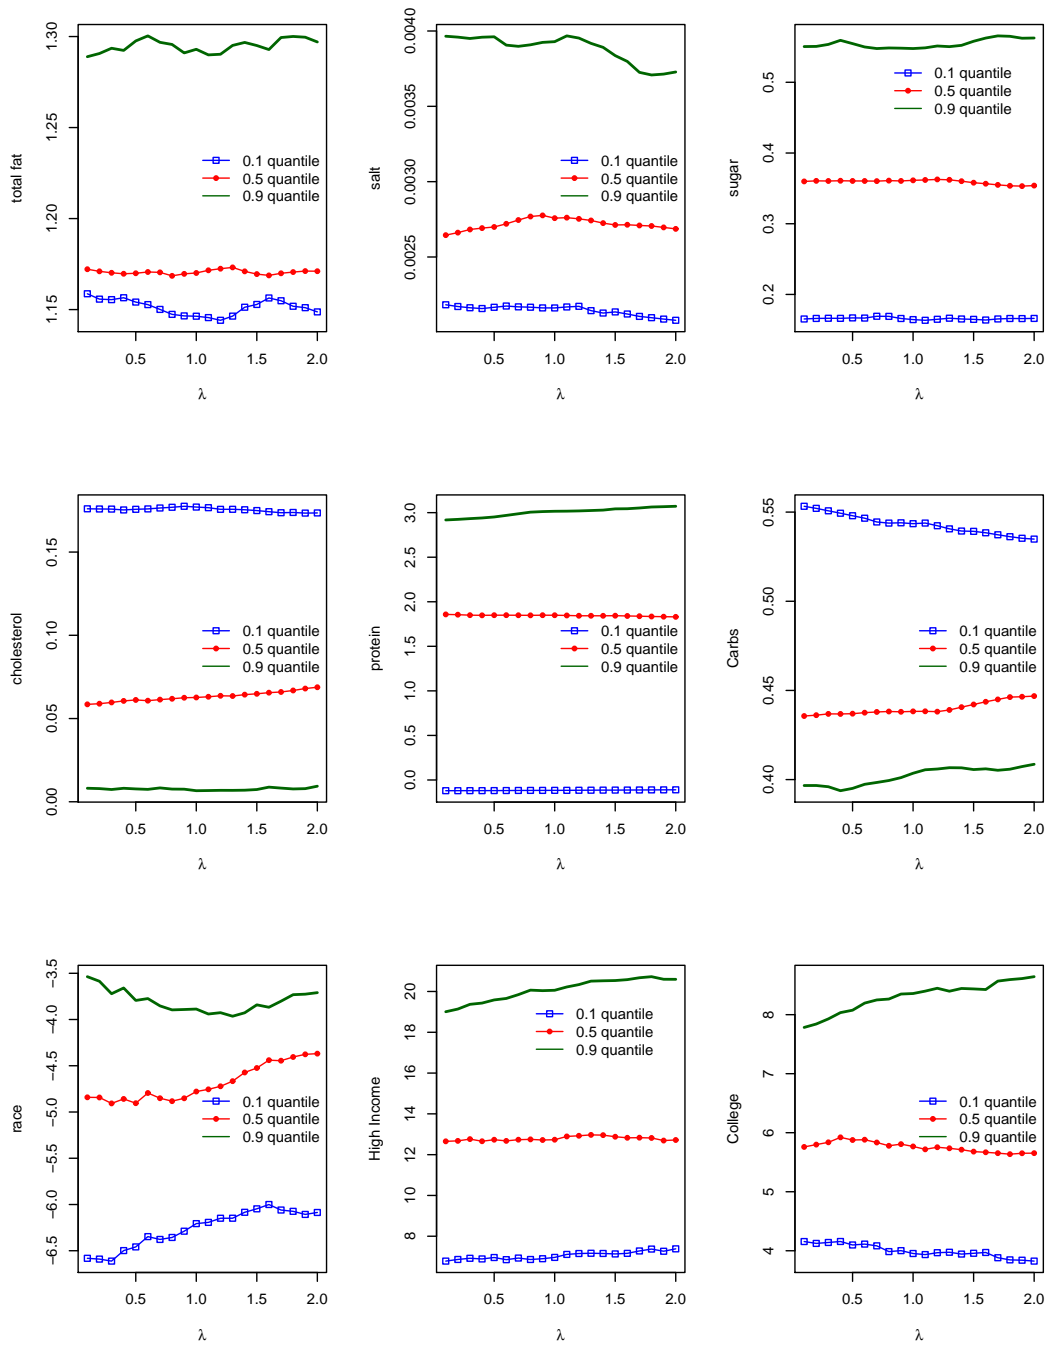 total fat
1.15 1.20 1.25 1.30
0.1 quantile
0.5 quantile
0.9 quantile
0.5 1.0 1.5 2.0
λ
salt
0.0025 0.0030 0.0035 0.0040
0.1 quantile
0.5 quantile
0.9 quantile
0.5 1.0 1.5 2.0
λ
sugar
0.2 0.3 0.4 0.5
0.1 quantile
0.5 quantile
0.9 quantile
0.5 1.0 1.5 2.0
λ
cholesterol
0.00 0.05 0.10 0.15
0.1 quantile
0.5 quantile
0.9 quantile
0.5 1.0 1.5 2.0
λ
protein
0.0 0.5 1.0 1.5 2.0 2.5 3.0
0.1 quantile
0.5 quantile
0.9 quantile
0.5 1.0 1.5 2.0
λ
Carbs
0.40 0.45 0.50 0.55
0.1 quantile
0.5 quantile
0.9 quantile
0.5 1.0 1.5 2.0
λ
race
−6.5 −6.0 −5.5 −5.0 −4.5 −4.0 −3.5
0.1 quantile
0.5 quantile
0.9 quantile
0.5 1.0 1.5 2.0
λ
High Income
8 10 12 14 16 18 20
0.1 quantile
0.5 quantile
0.9 quantile
0.5 1.0 1.5 2.0
λ
College
4 5 6 7 8
0.1 quantile
0.5 quantile
0.9 quantile
0.5 1.0 1.5 2.0
λ